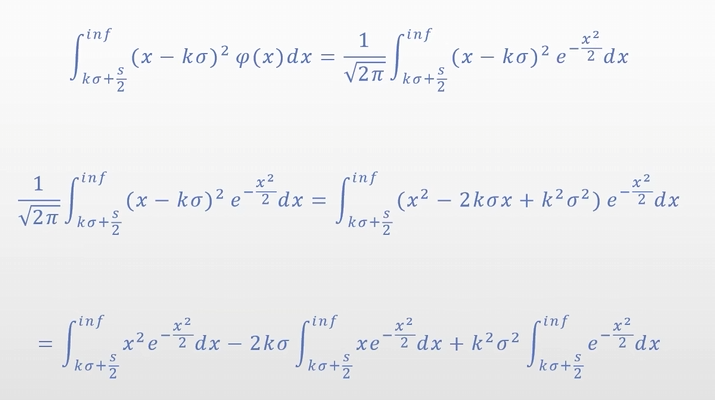 ∫_{kσ+s/2}^{inf} (x − kσ)² φ(x)dx = 1/√2π ∫_{kσ+s/2}^{inf} (x − kσ)² e^{−x²/2} dx
1/√2π ∫_{kσ+s/2}^{inf} (x − kσ)² e^{−x²/2} dx = ∫_{kσ+s/2}^{inf} (x² − 2kσx + k²σ²) e^{−x²/2} dx
= ∫_{kσ+s/2}^{inf} x² e^{−x²/2} dx − 2kσ ∫_{kσ+s/2}^{inf} xe^{−x²/2} dx + k²σ² ∫_{kσ+s/2}^{inf} e^{−x²/2} dx